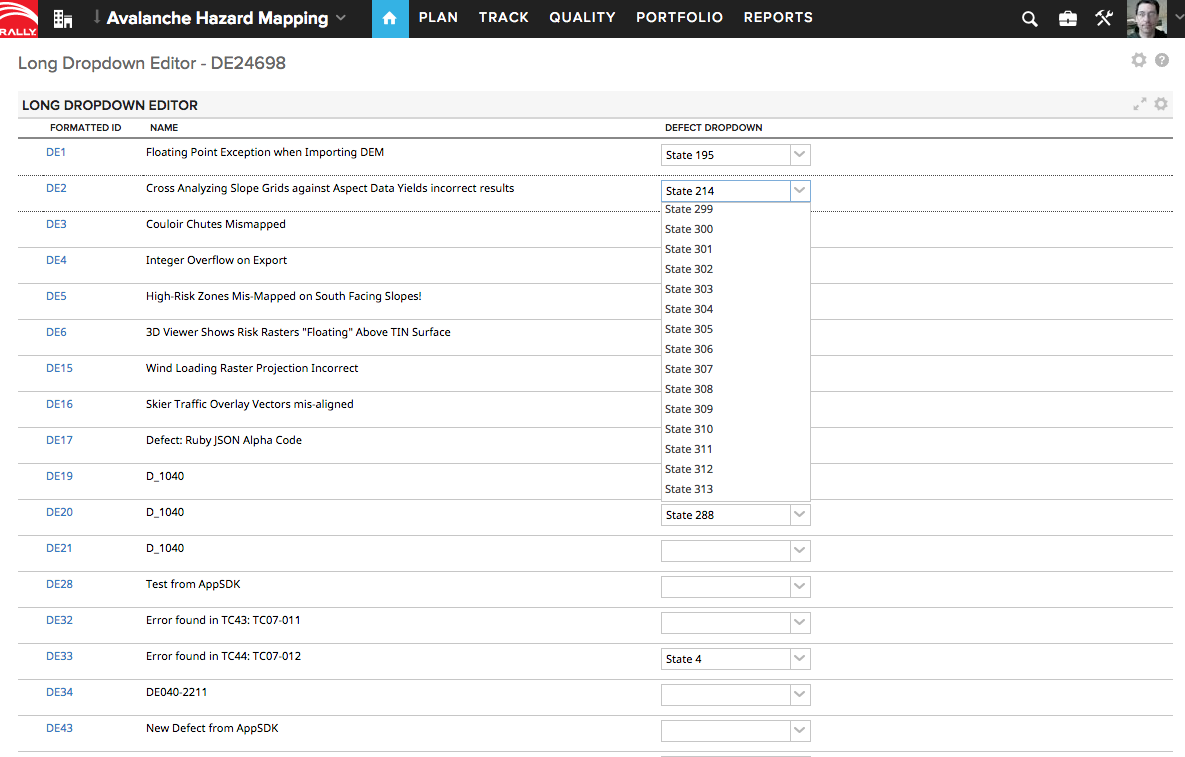 RALLY
Avalanche Hazard Mapping PLAN TRACK QUALITY PORTFOLIO REPORTS
Long Dropdown Editor - DE24698
LONG DROPDOWN EDITOR
FORMATTED ID NAME DEFECT DROPDOWN
DE1 Floating Point Exception when Importing DEM State 195
DE2 Cross Analyzing Slope Grids against Aspect Data Yields incorrect results State 214
State 299
DE3 Couloir Chutes Mismapped State 300
State 301
DE4 Integer Overflow on Export State 302
State 303
DE5 High-Risk Zones Mis-Mapped on South Facing Slopes! State 304
State 305
DE6 3D Viewer Shows Risk Rasters "Floating" Above TIN Surface State 306
State 307
DE15 Wind Loading Raster Projection Incorrect State 308
State 309
DE16 Skier Traffic Overlay Vectors mis-aligned State 310
State 311
DE17 Defect: Ruby JSON Alpha Code State 312
State 313
DE19 D_1040
DE20 D_1040 State 288
DE21 D_1040
DE28 Test from AppSDK
DE32 Error found in TC43: TC07-011
DE33 Error found in TC44: TC07-012 State 4
DE34 DE040-2211
DE43 New Defect from AppSDK